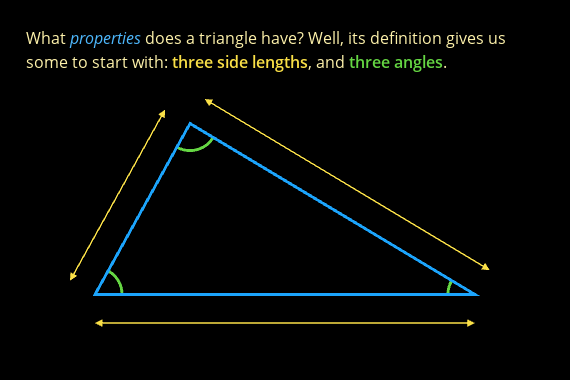 What properties does a triangle have? Well, its definition gives us
some to start with: three side lengths, and three angles.